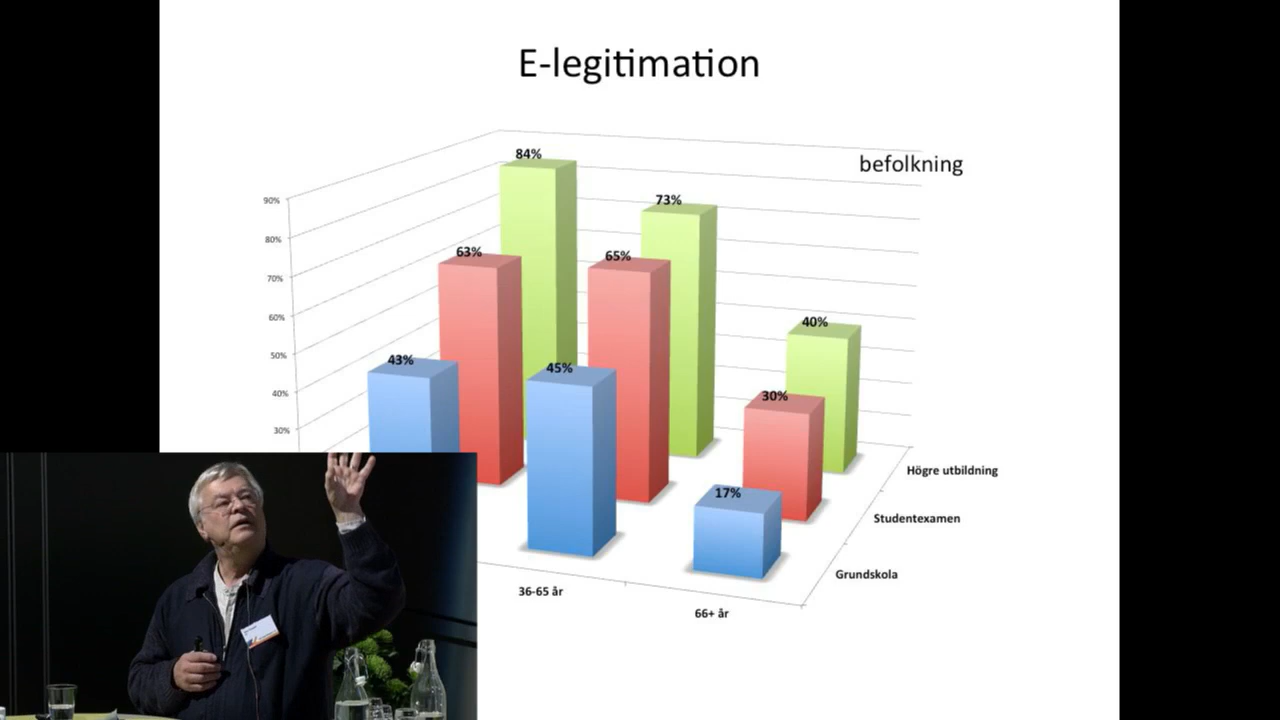 E-legitimation
befolkning
84%
73%
63%
65%
43%
45%
40%
30%
17%
90%
80%
70%
60%
50%
40%
30%
Högre utbildning
Studentexamen
Grundskola
36-65 år
66+ år